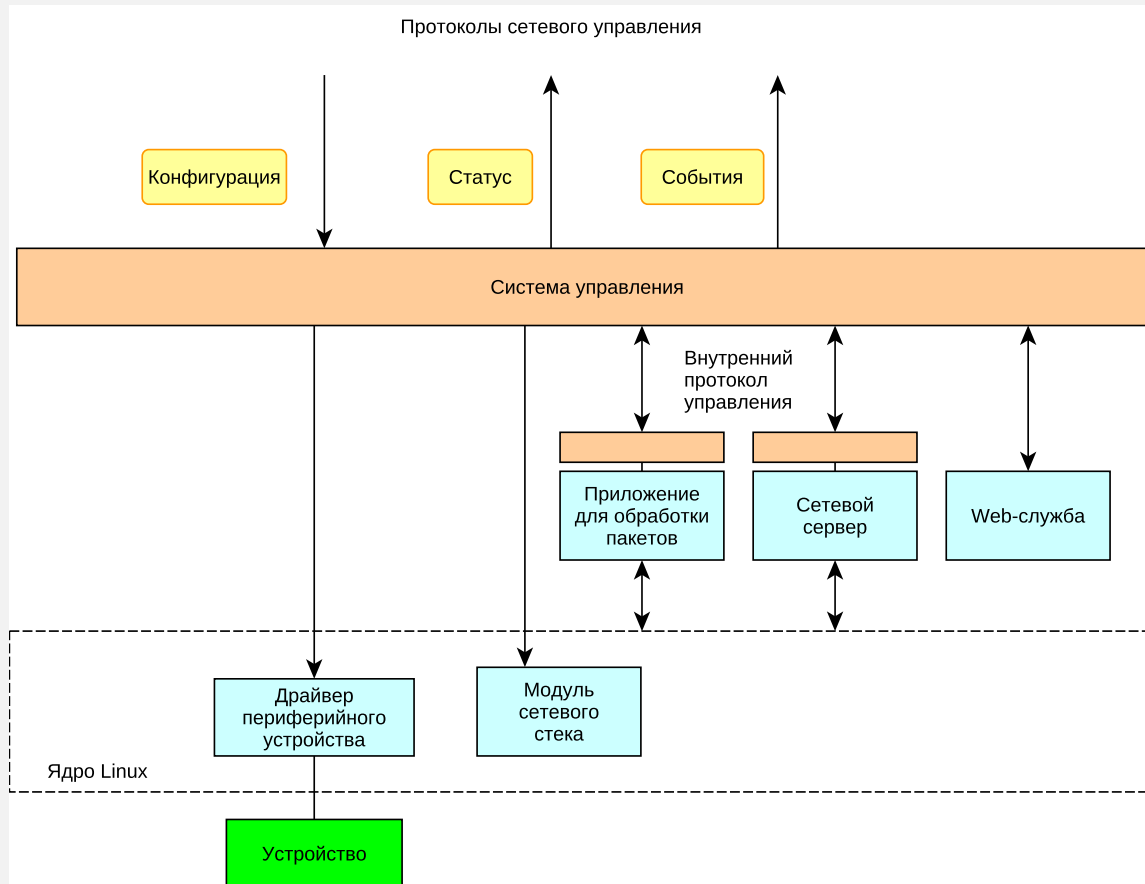 Протоколы сетевого управления
Конфигурация
Статус
События
Система управления
Внутренний
протокол
управления
Приложение
для обработки
пакетов
Сетевой
сервер
Web-служба
Драйвер
периферийного
устройства
Модуль
сетевого
стека
Ядро Linux
Устройство